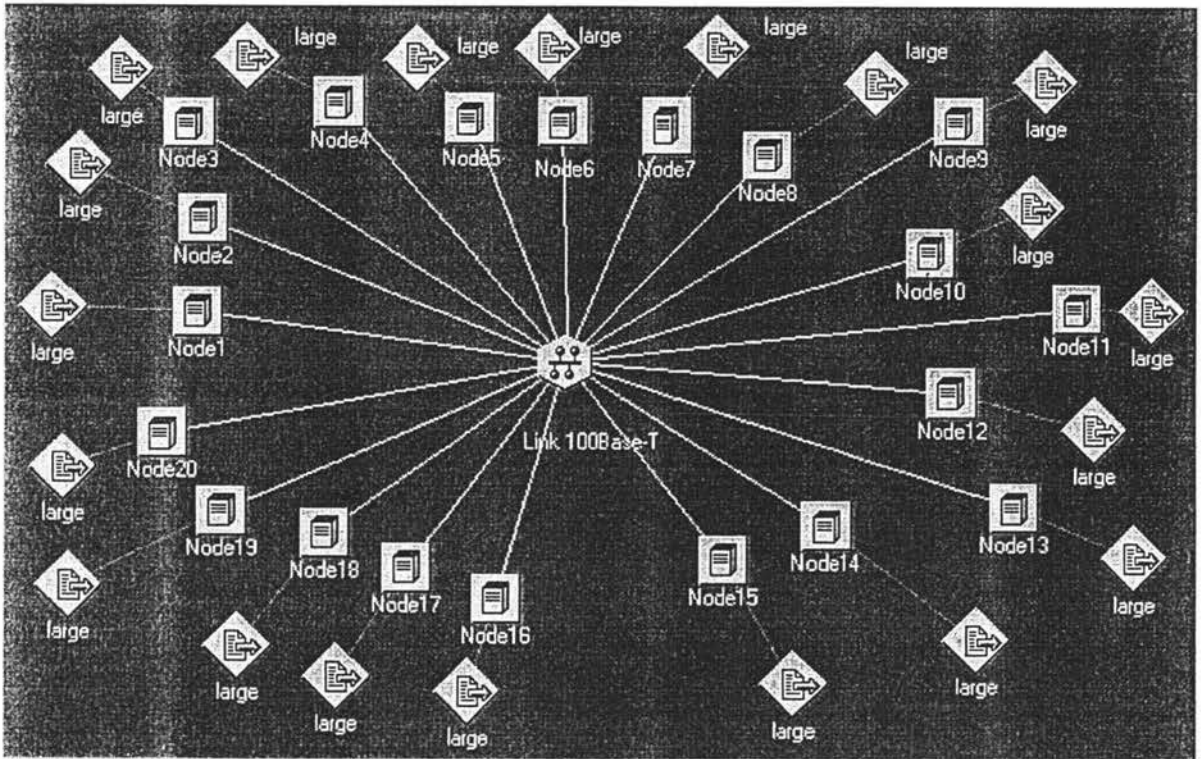 large
large
large
large
large
large
large
Node3
Node4
Node5
Node6
Node7
Node8
Node9
large
large
Node2
Node10
large
large
Node1
Node11
large
Node12
Link 100Base-T
Node20
large
large
Node19
Node18
Node14
Node13
large
Node17
Node15
large
Node16
large
large
large
large
large